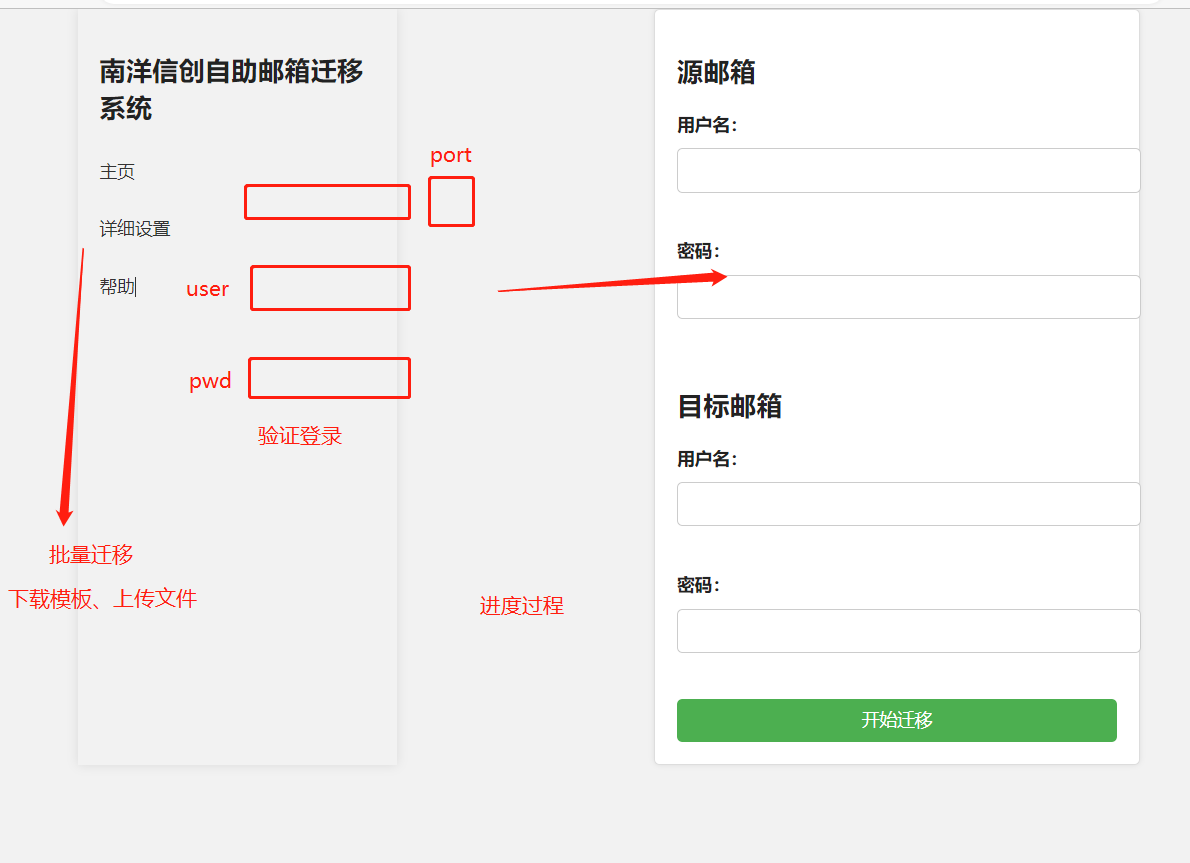 南洋信创自助邮箱迁移
系统
主页
详细设置
帮助
port
user
pwd
验证登录
批量迁移
下载模板、上传文件
进度过程
源邮箱
用户名：
密码：
目标邮箱
用户名：
密码：
开始迁移